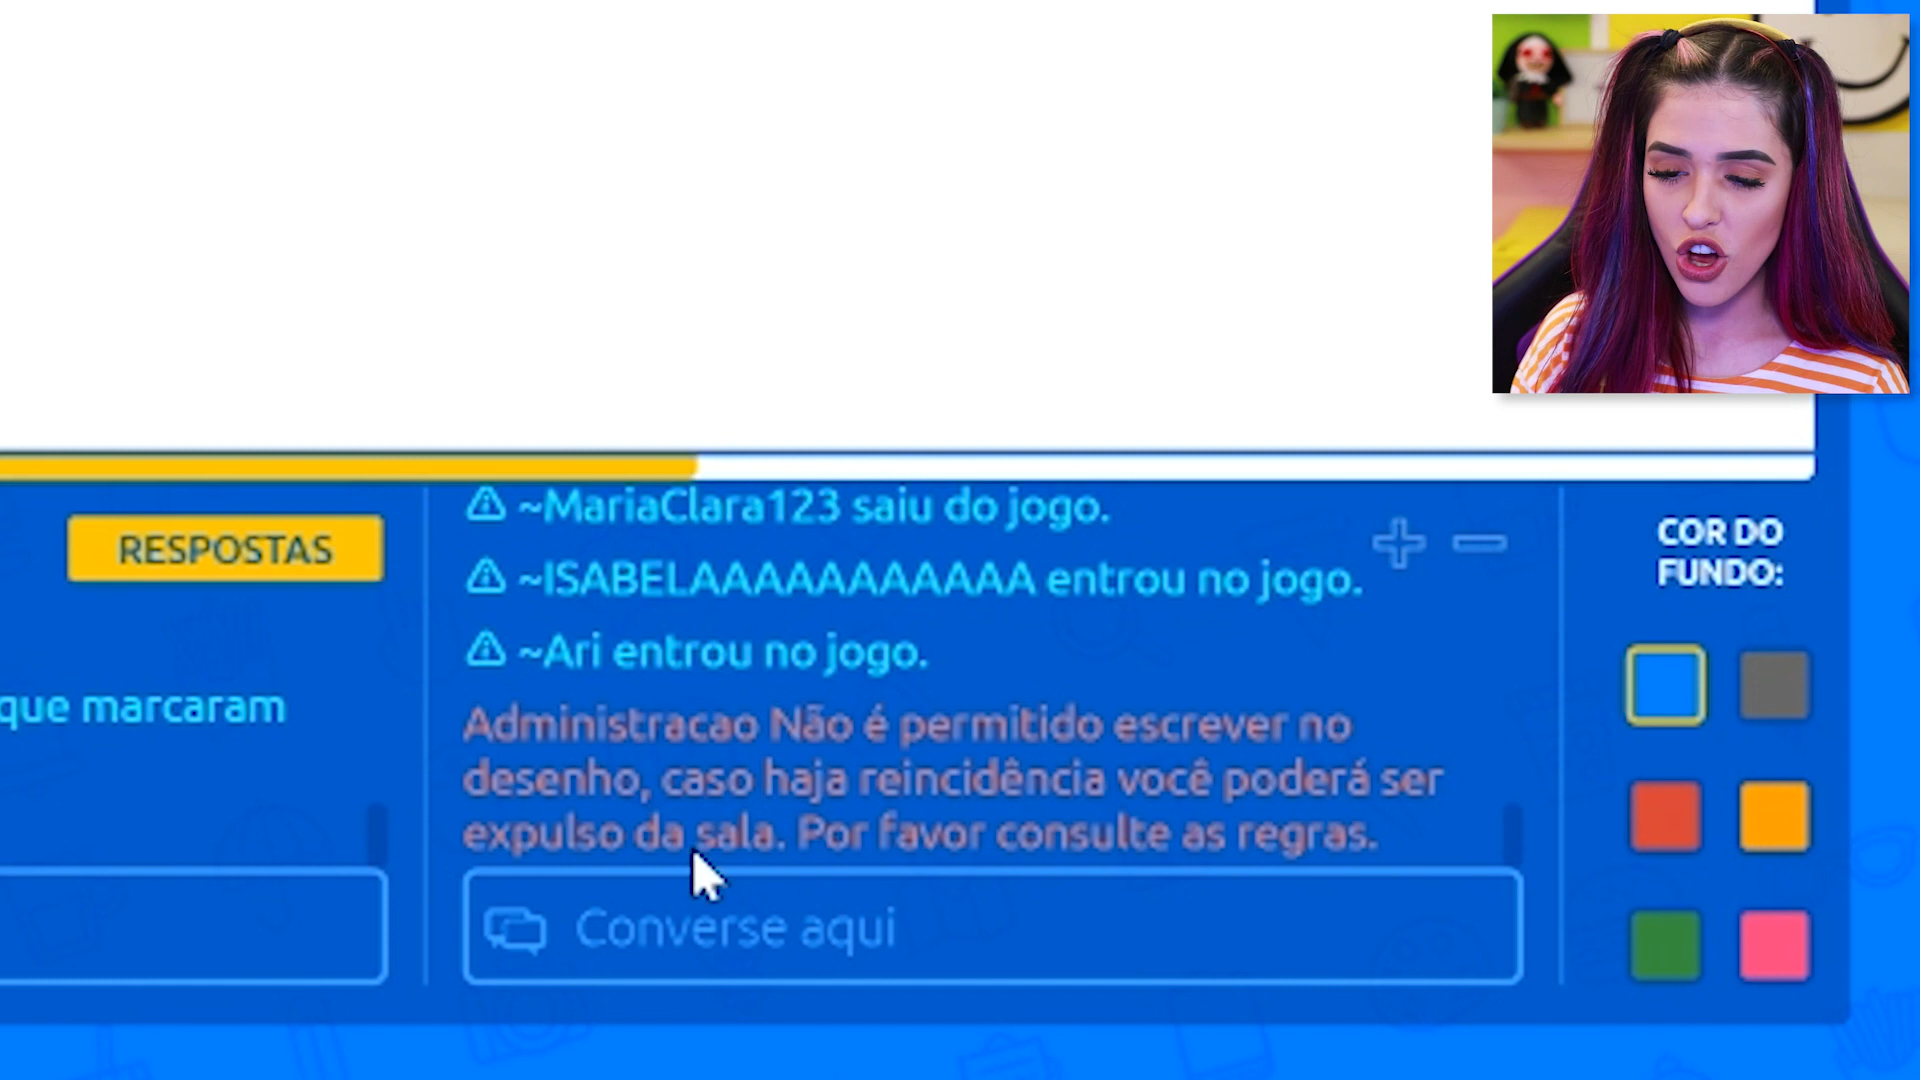 RESPOSTAS
que marcaram
~MariaClara123 saiu do jogo.
~ISABELAAAAAAAAAAAA entrou no jogo.
~Ari entrou no jogo.
Administracao Não é permitido escrever no
desenho, caso haja reincidência você poderá ser
expulso da sala. Por favor consulte as regras.
Converse aqui
COR DO
FUNDO: